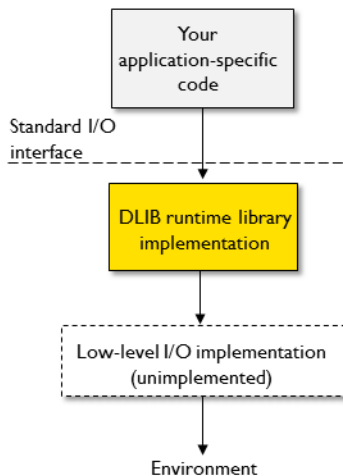 Your
application-specific
code
Standard I/O
interface
DLIB runtime library
implementation
Low-level I/O implementation
(unimplemented)
Environment